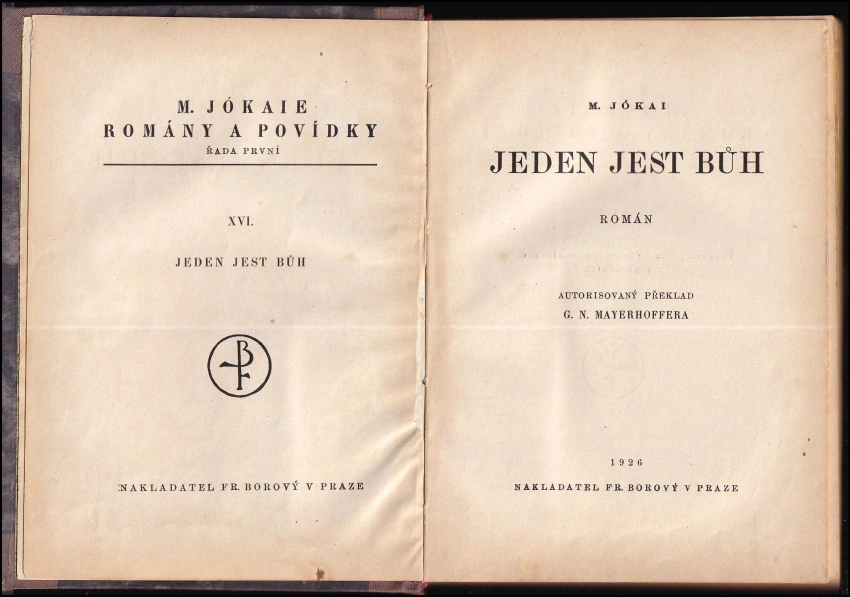 M. JÓKAIE
ROMÁNY A POVÍDKY
ŘADA PRVNÍ
XVI.
JEDEN JEST BŮH
BF
NAKLADATEL FR. BOROVÝ V PRAZE
M. JÓKAI
JEDEN JEST BŮH
ROMÁN
AUTORISOVANÝ PŘEKLAD
G. N. MAYERHOFFERA
1926
NAKLADATEL FR. BOROVÝ V PRAZE